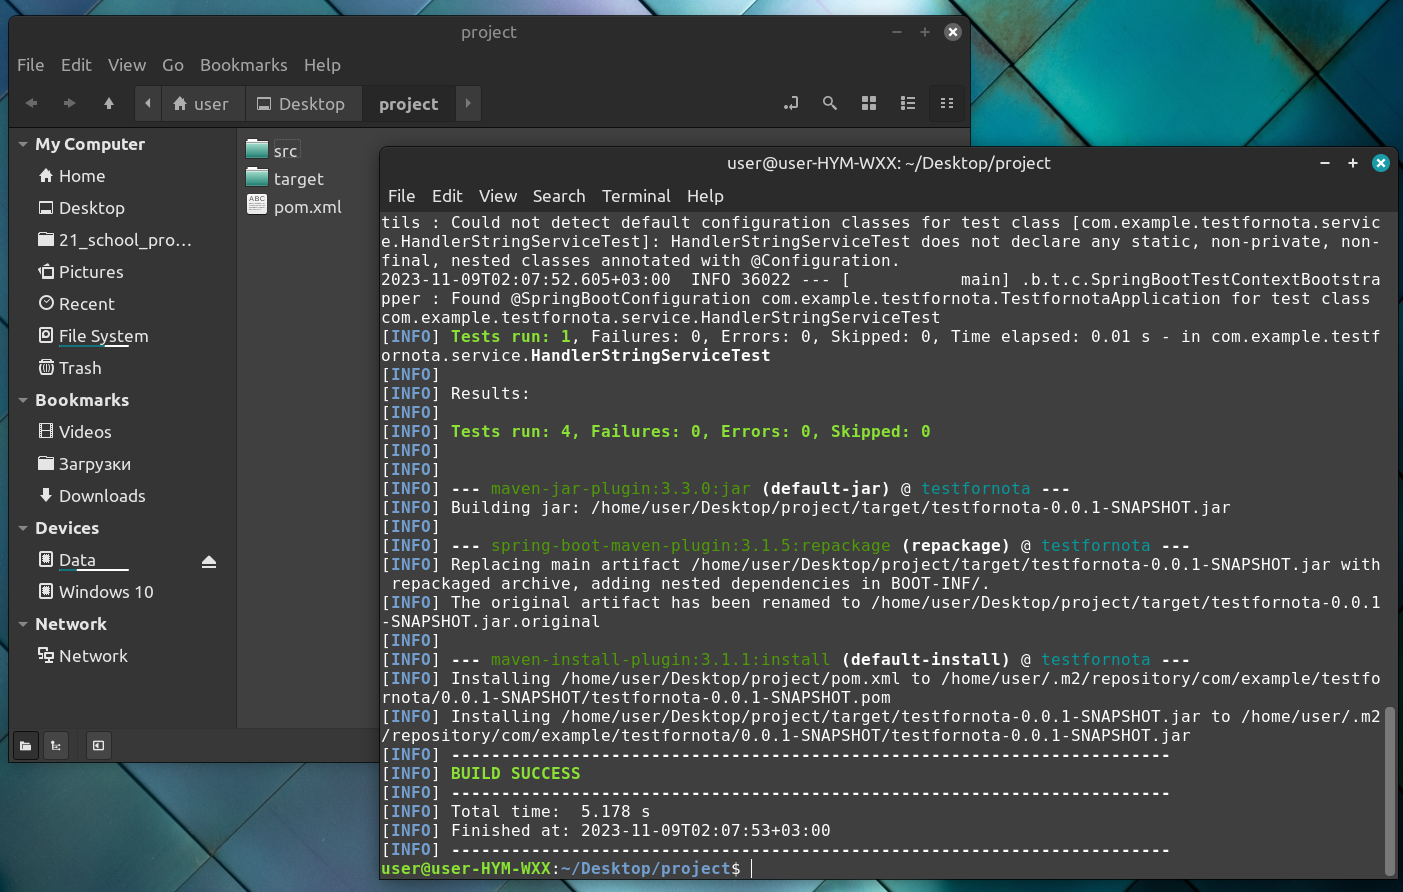 project
File Edit View Go Bookmarks Help
user Desktop project
My Computer
Home
Desktop
21_school_pro…
Pictures
Recent
File System
Trash
Bookmarks
Videos
Загрузки
Downloads
Devices
Data
Windows 10
Network
Network
src
target
ABC
pom.xml
user@user-HYM-WXX: ~/Desktop/project
File Edit View Search Terminal Help
tils : Could not detect default configuration classes for test class [com.example.testfornota.servic
e.HandlerStringServiceTest]: HandlerStringServiceTest does not declare any static, non-private, non-
final, nested classes annotated with @Configuration.
2023-11-09T02:07:52.605+03:00  INFO 36022 --- [           main] .b.t.c.SpringBootTestContextBootstra
pper : Found @SpringBootConfiguration com.example.testfornota.TestfornotaApplication for test class
com.example.testfornota.service.HandlerStringServiceTest
[INFO] Tests run: 1, Failures: 0, Errors: 0, Skipped: 0, Time elapsed: 0.01 s - in com.example.testf
ornota.service.HandlerStringServiceTest
[INFO]
[INFO] Results:
[INFO]
[INFO] Tests run: 4, Failures: 0, Errors: 0, Skipped: 0
[INFO]
[INFO]
[INFO] --- maven-jar-plugin:3.3.0:jar (default-jar) @ testfornota ---
[INFO] Building jar: /home/user/Desktop/project/target/testfornota-0.0.1-SNAPSHOT.jar
[INFO]
[INFO] --- spring-boot-maven-plugin:3.1.5:repackage (repackage) @ testfornota ---
[INFO] Replacing main artifact /home/user/Desktop/project/target/testfornota-0.0.1-SNAPSHOT.jar with
 repackaged archive, adding nested dependencies in BOOT-INF/.
[INFO] The original artifact has been renamed to /home/user/Desktop/project/target/testfornota-0.0.1
-SNAPSHOT.jar.original
[INFO]
[INFO] --- maven-install-plugin:3.1.1:install (default-install) @ testfornota ---
[INFO] Installing /home/user/Desktop/project/pom.xml to /home/user/.m2/repository/com/example/testfo
rnota/0.0.1-SNAPSHOT/testfornota-0.0.1-SNAPSHOT.pom
[INFO] Installing /home/user/Desktop/project/target/testfornota-0.0.1-SNAPSHOT.jar to /home/user/.m2
/repository/com/example/testfornota/0.0.1-SNAPSHOT/testfornota-0.0.1-SNAPSHOT.jar
[INFO] ------------------------------------------------------------------------
[INFO] BUILD SUCCESS
[INFO] ------------------------------------------------------------------------
[INFO] Total time:  5.178 s
[INFO] Finished at: 2023-11-09T02:07:53+03:00
[INFO] ------------------------------------------------------------------------
user@user-HYM-WXX:~/Desktop/project$